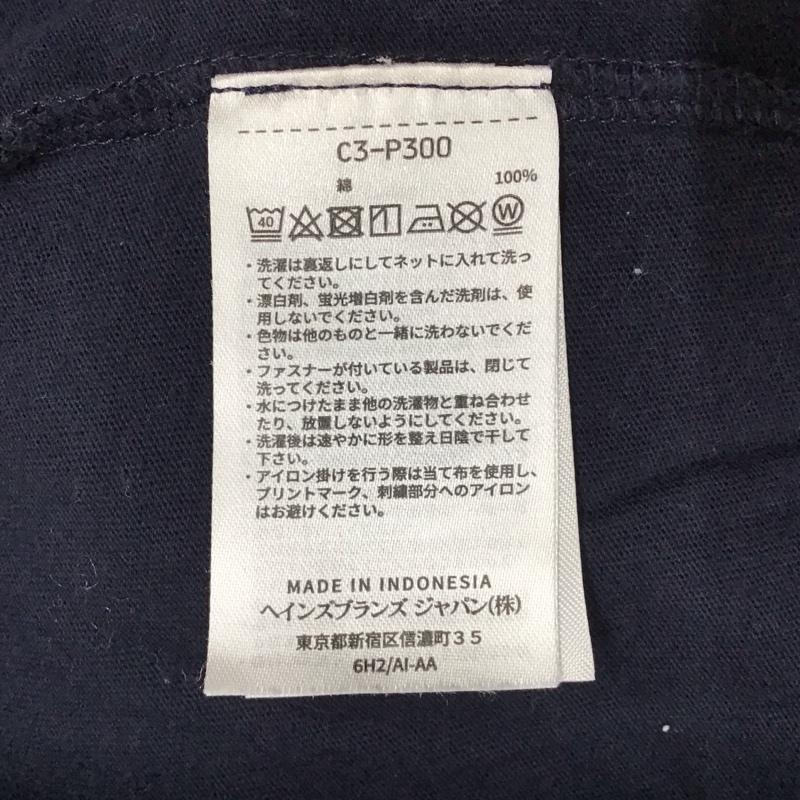 C3-P300
綿 100%
40 W
・洗濯は裏返しにしてネットに入れて洗っ
てください。
・漂白剤、蛍光増白剤を含んだ洗剤は、使
用しないでください。
・色物は他のものと一緒に洗わないでくだ
さい。
・ファスナーが付いている製品は、閉じて
洗ってください。
・水につけたまま他の洗濯物と重ね合わせ
たり、放置しないようにしてください。
・洗濯後は速やかに形を整え日陰で干して
下さい。
・アイロン掛けを行う際は当て布を使用し、
プリントマーク、刺繍部分へのアイロン
はお避けください。
MADE IN INDONESIA
ヘインズブランズ ジャパン(株)
東京都新宿区信濃町35
6H2/AI-AA